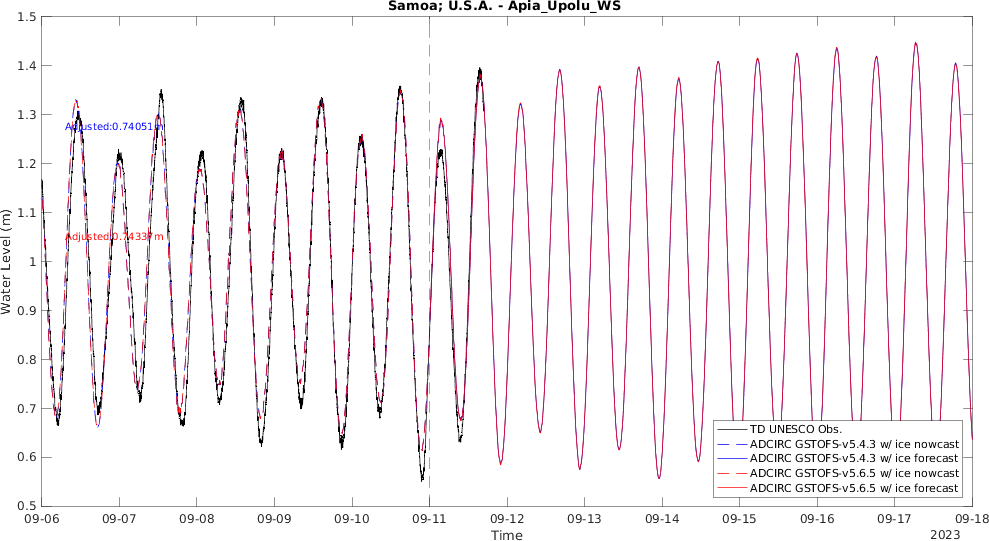 Samoa; U.S.A. - Apia_Upolu_WS
Water Level (m)
1.5
1.4
1.3
1.2
1.1
1
0.9
0.8
0.7
0.6
0.5
Adjusted:0.74051m
Adjusted:0.74337m
TD UNESCO Obs.
ADCIRC GSTOFS-v5.4.3 w/ ice nowcast
ADCIRC GSTOFS-v5.4.3 w/ ice forecast
ADCIRC GSTOFS-v5.6.5 w/ ice nowcast
ADCIRC GSTOFS-v5.6.5 w/ ice forecast
09-06 09-07 09-08 09-09 09-10 09-11 09-12 09-13 09-14 09-15 09-16 09-17 09-18
Time
2023